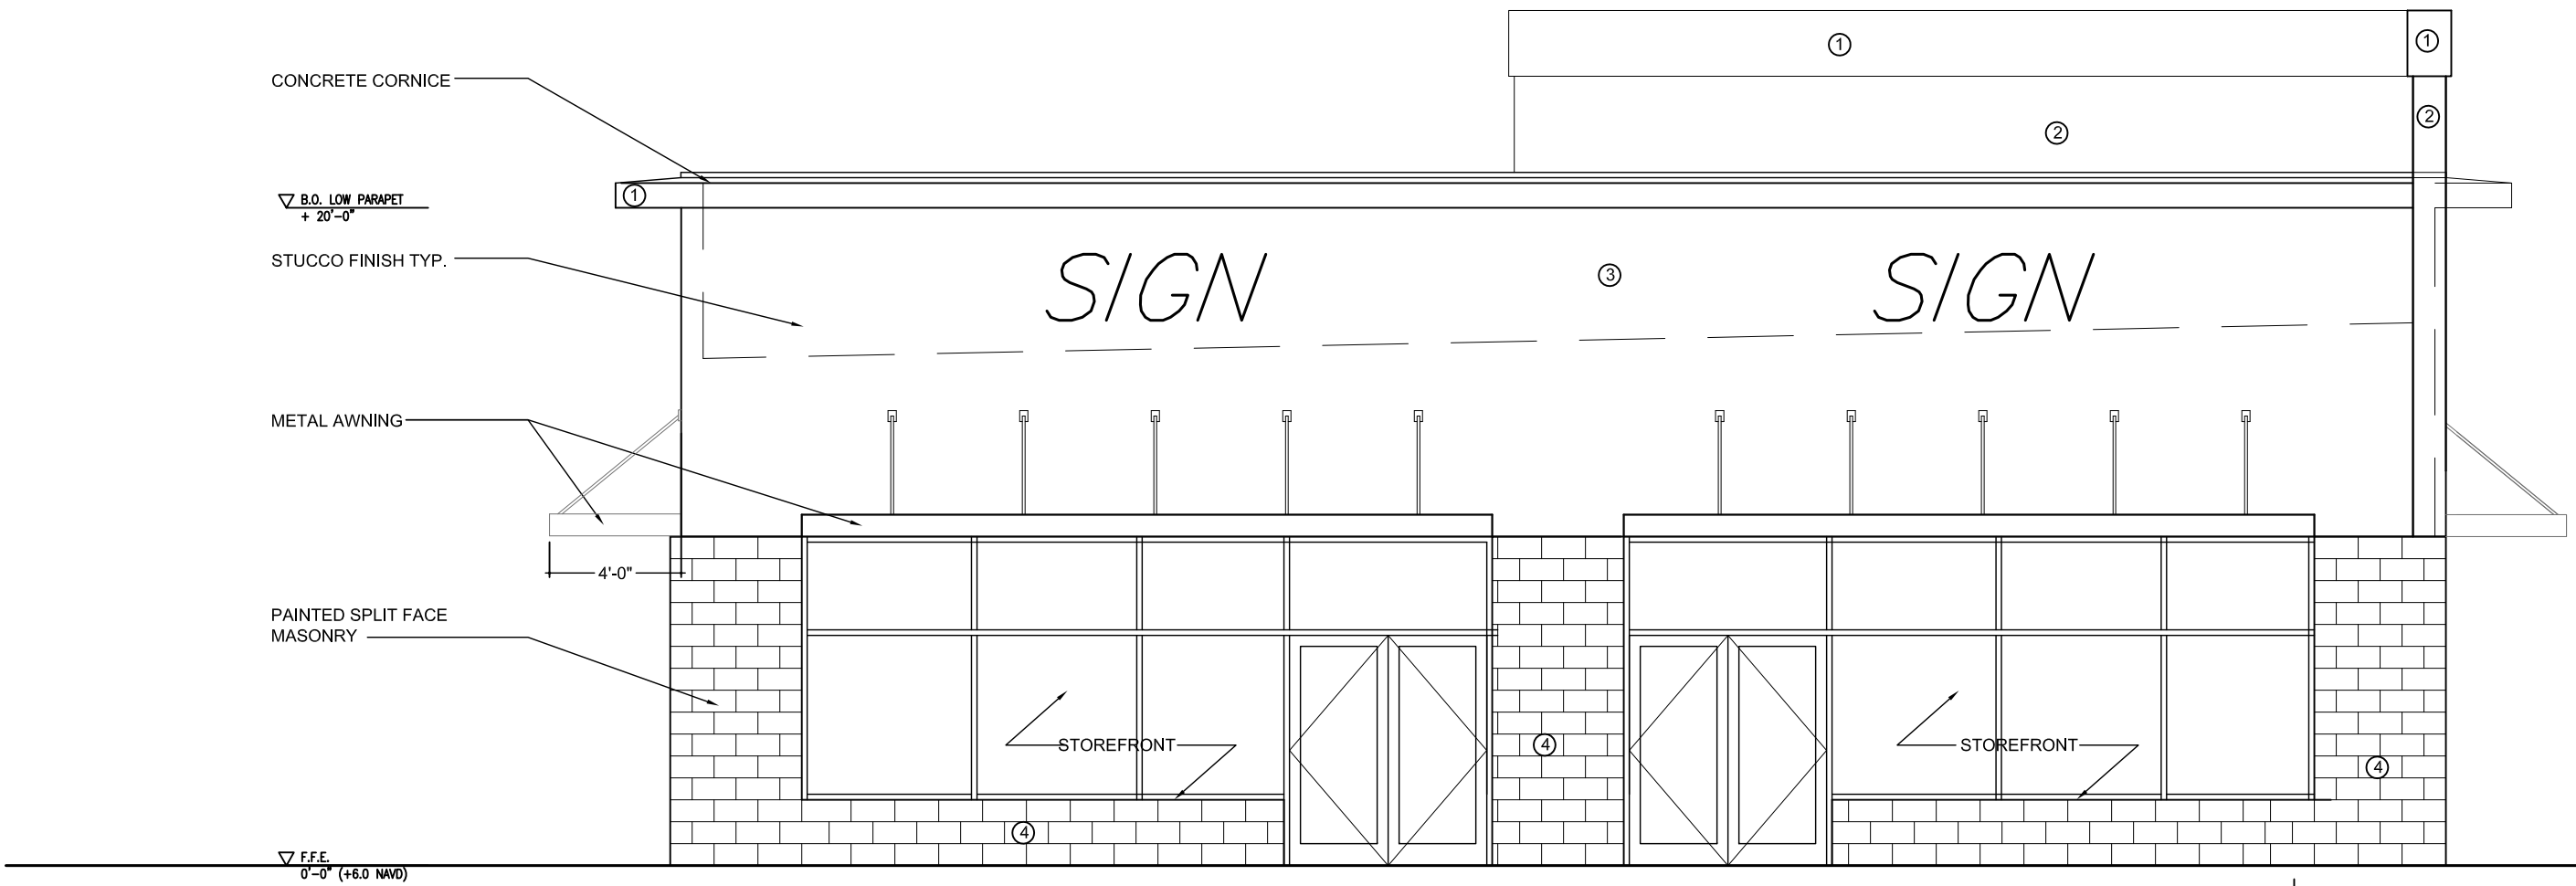 ①
①
CONCRETE CORNICE
②
②
①
B.O. LOW PARAPET
+ 20'-0"
STUCCO FINISH TYP.
SIGN
③
SIGN
METAL AWNING
4'-0"
PAINTED SPLIT FACE
MASONRY
STOREFRONT
④
STOREFRONT
④
④
F.F.E.
0'-0" (+6.0 NAVD)